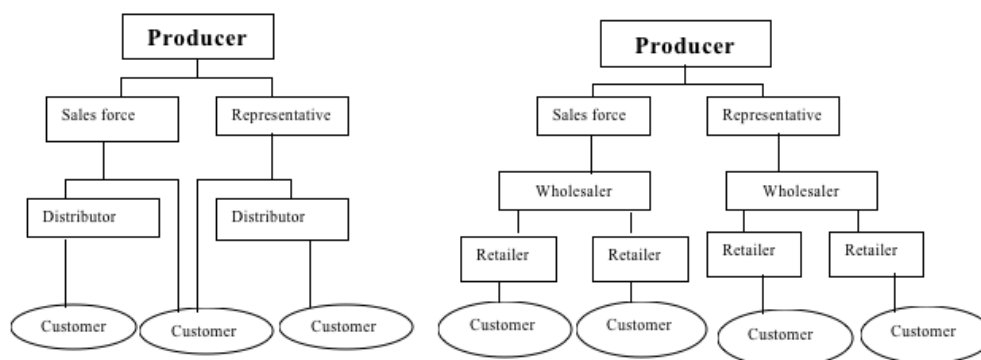 Producer
Sales force
Representative
Distributor
Distributor
Customer
Customer
Customer
Producer
Sales force
Representative
Wholesaler
Wholesaler
Retailer
Retailer
Retailer
Retailer
Customer
Customer
Customer
Customer